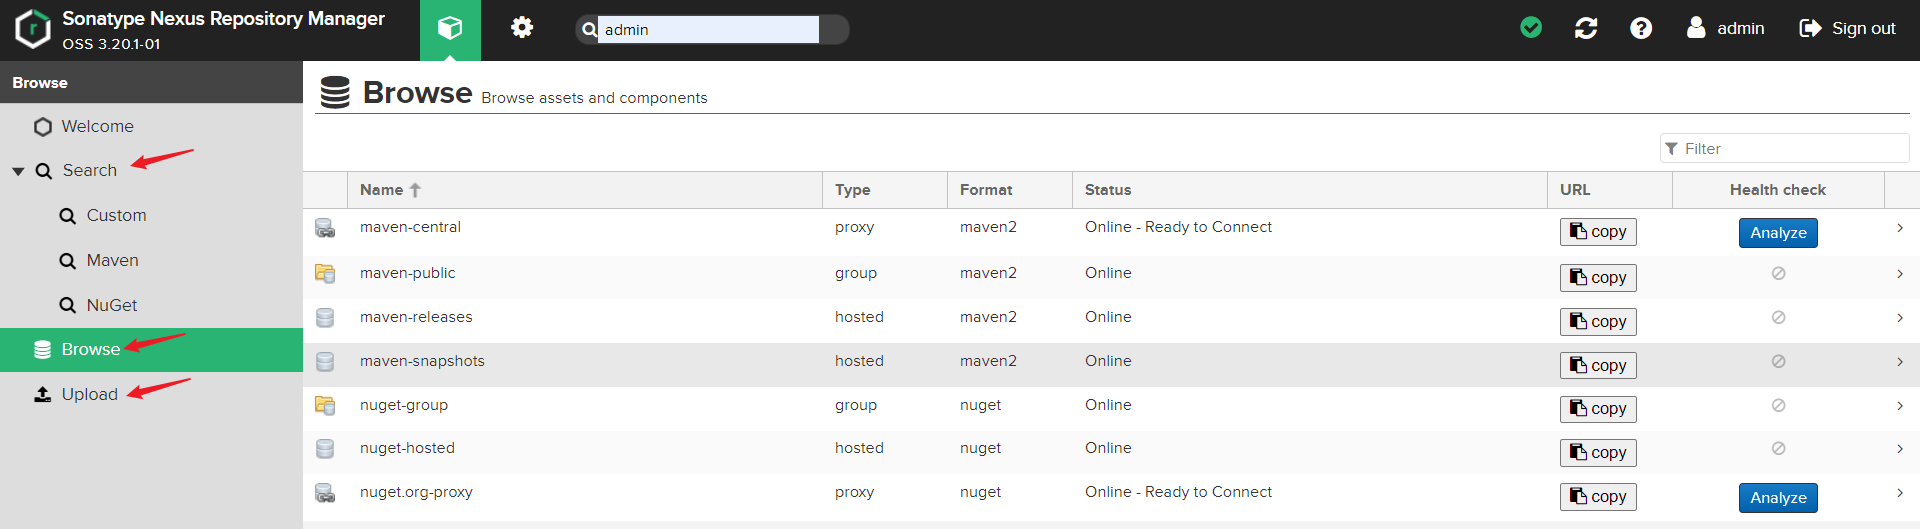 Sonatype Nexus Repository Manager
OSS 3.20.1-01
admin
admin
Sign out
Browse
Welcome
Search
Custom
Maven
NuGet
Browse
Upload
Browse Browse assets and components
Filter
Name Type Format Status URL Health check
maven-central proxy maven2 Online - Ready to Connect copy Analyze
maven-public group maven2 Online copy
maven-releases hosted maven2 Online copy
maven-snapshots hosted maven2 Online copy
nuget-group group nuget Online copy
nuget-hosted hosted nuget Online copy
nuget.org-proxy proxy nuget Online - Ready to Connect copy Analyze